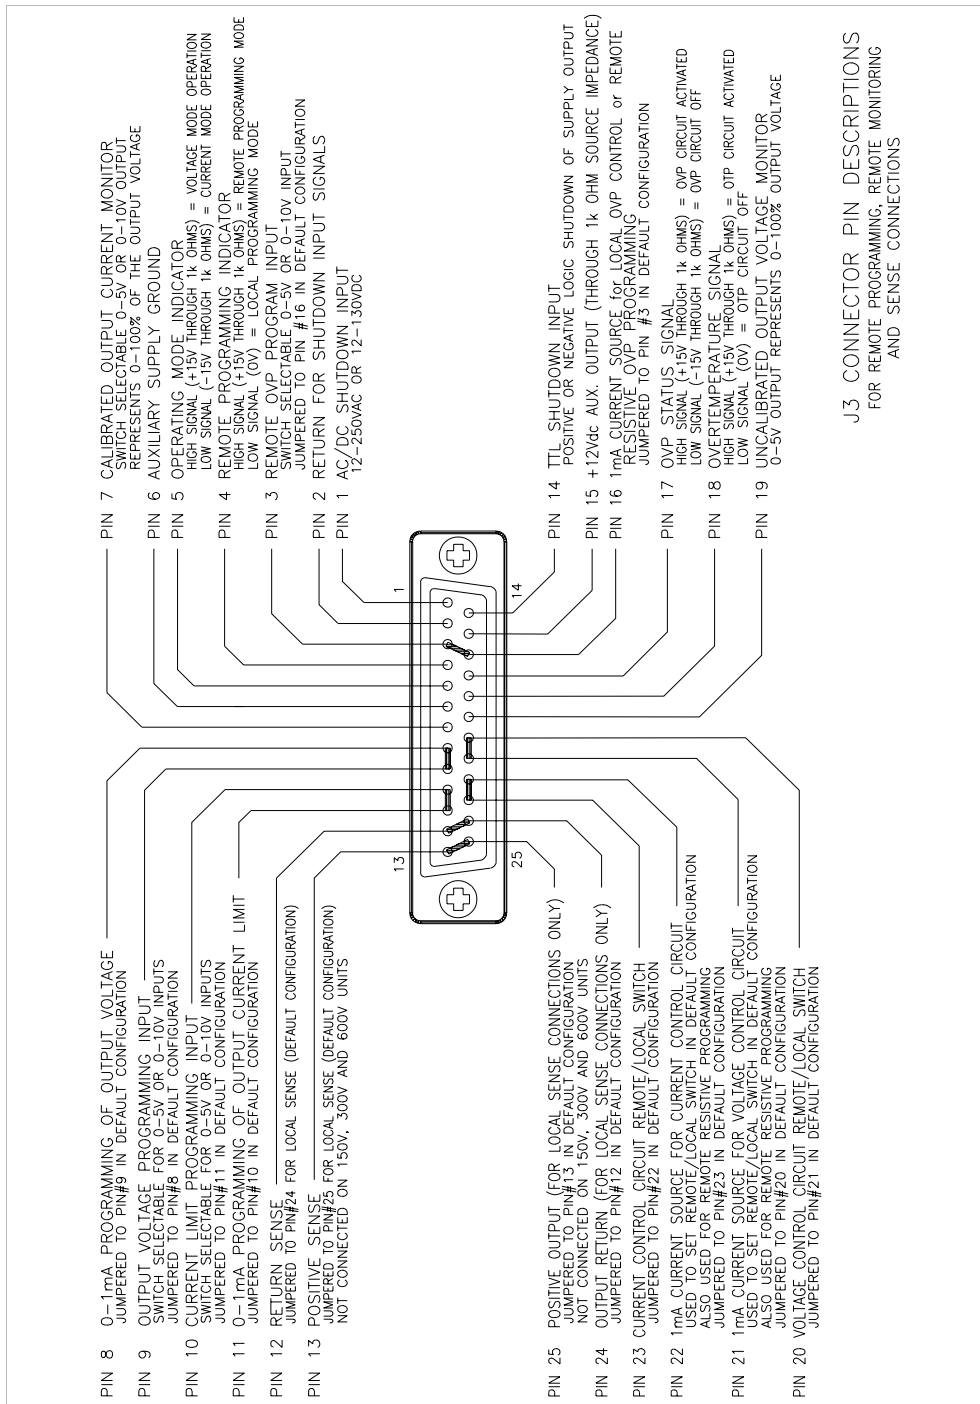 PIN 7 CALIBRATED OUTPUT CURRENT MONITOR
SWITCH SELECTABLE 0-5V OR 0-10V OUTPUT
REPRESENTS 0-100% OF THE OUTPUT VOLTAGE
PIN 6 AUXILIARY SUPPLY GROUND
PIN 5 OPERATING MODE INDICATOR
HIGH SIGNAL (+15V THROUGH 1k OHMS) = VOLTAGE MODE OPERATION
LOW SIGNAL (-15V THROUGH 1k OHMS) = CURRENT MODE OPERATION
PIN 4 REMOTE PROGRAMMING INDICATOR
HIGH SIGNAL (+15V THROUGH 1k OHMS) = REMOTE PROGRAMMING MODE
LOW SIGNAL (0V) = LOCAL PROGRAMMING MODE
PIN 3 REMOTE OVP PROGRAM INPUT
SWITCH SELECTABLE 0-5V OR 0-10V INPUT
JUMPERED TO PIN #16 IN DEFAULT CONFIGURATION
PIN 2 RETURN FOR SHUTDOWN INPUT SIGNALS
PIN 1 AC/DC SHUTDOWN INPUT
12-250VAC OR 12-130VDC
PIN 14 TTL SHUTDOWN INPUT
POSITIVE OR NEGATIVE LOGIC SHUTDOWN OF SUPPLY OUTPUT
PIN 15 +12Vdc AUX. OUTPUT (THROUGH 1k OHM SOURCE IMPEDANCE)
PIN 16 1mA CURRENT SOURCE for LOCAL OVP CONTROL or REMOTE
RESISTIVE OVP PROGRAMMING
JUMPERED TO PIN #3 IN DEFAULT CONFIGURATION
PIN 17 OVP STATUS SIGNAL
HIGH SIGNAL (+15V THROUGH 1k OHMS) = OVP CIRCUIT ACTIVATED
LOW SIGNAL (-15V THROUGH 1k OHMS) = OVP CIRCUIT OFF
PIN 18 OVERTEMPERATURE SIGNAL
HIGH SIGNAL (+15V THROUGH 1k OHMS) = OTP CIRCUIT ACTIVATED
LOW SIGNAL (0V) = OTP CIRCUIT OFF
PIN 19 UNCALIBRATED OUTPUT VOLTAGE MONITOR
0-5V OUTPUT REPRESENTS 0-100% OUTPUT VOLTAGE
J3 CONNECTOR PIN DESCRIPTIONS
FOR REMOTE PROGRAMMING, REMOTE MONITORING
AND SENSE CONNECTIONS
1
14
13
25
PIN 8 0-1mA PROGRAMMING OF OUTPUT VOLTAGE
JUMPERED TO PIN#9 IN DEFAULT CONFIGURATION
PIN 9 OUTPUT VOLTAGE PROGRAMMING INPUT
SWITCH SELECTABLE FOR 0-5V OR 0-10V INPUTS
JUMPERED TO PIN#8 IN DEFAULT CONFIGURATION
PIN 10 CURRENT LIMIT PROGRAMMING INPUT
SWITCH SELECTABLE FOR 0-5V OR 0-10V INPUTS
JUMPERED TO PIN#11 IN DEFAULT CONFIGURATION
PIN 11 0-1mA PROGRAMMING OF OUTPUT CURRENT LIMIT
JUMPERED TO PIN#10 IN DEFAULT CONFIGURATION
PIN 12 RETURN SENSE
JUMPERED TO PIN#24 FOR LOCAL SENSE (DEFAULT CONFIGURATION)
PIN 13 POSITIVE SENSE
JUMPERED TO PIN#25 FOR LOCAL SENSE (DEFAULT CONFIGURATION)
NOT CONNECTED ON 150V, 300V AND 600V UNITS
PIN 25 POSITIVE OUTPUT (FOR LOCAL SENSE CONNECTIONS ONLY)
JUMPERED TO PIN#13 IN DEFAULT CONFIGURATION
NOT CONNECTED ON 150V, 300V AND 600V UNITS
PIN 24 OUTPUT RETURN (FOR LOCAL SENSE CONNECTIONS ONLY)
JUMPERED TO PIN#12 IN DEFAULT CONFIGURATION
PIN 23 CURRENT CONTROL CIRCUIT REMOTE/LOCAL SWITCH
JUMPERED TO PIN#22 IN DEFAULT CONFIGURATION
PIN 22 1mA CURRENT SOURCE FOR CURRENT CONTROL CIRCUIT
USED TO SET REMOTE/LOCAL SWITCH IN DEFAULT CONFIGURATION
ALSO USED FOR REMOTE RESISTIVE PROGRAMMING
JUMPERED TO PIN#23 IN DEFAULT CONFIGURATION
PIN 21 1mA CURRENT SOURCE FOR VOLTAGE CONTROL CIRCUIT
USED TO SET REMOTE/LOCAL SWITCH IN DEFAULT CONFIGURATION
ALSO USED FOR REMOTE RESISTIVE PROGRAMMING
JUMPERED TO PIN#20 IN DEFAULT CONFIGURATION
PIN 20 VOLTAGE CONTROL CIRCUIT REMOTE/LOCAL SWITCH
JUMPERED TO PIN#21 IN DEFAULT CONFIGURATION